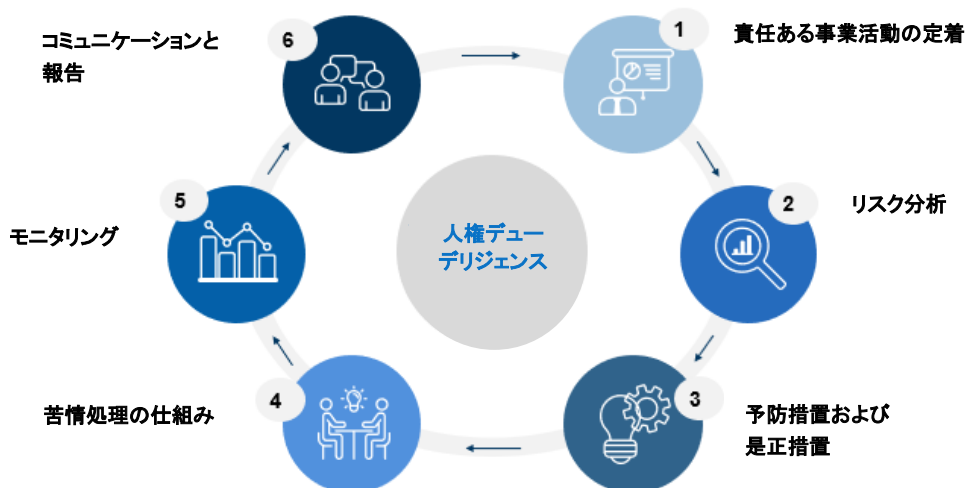 1
責任ある事業活動の定着
2
リスク分析
3
予防措置および
是正措置
4
苦情処理の仕組み
5
モニタリング
6
コミュニケーションと
報告
人権デュー
デリジェンス